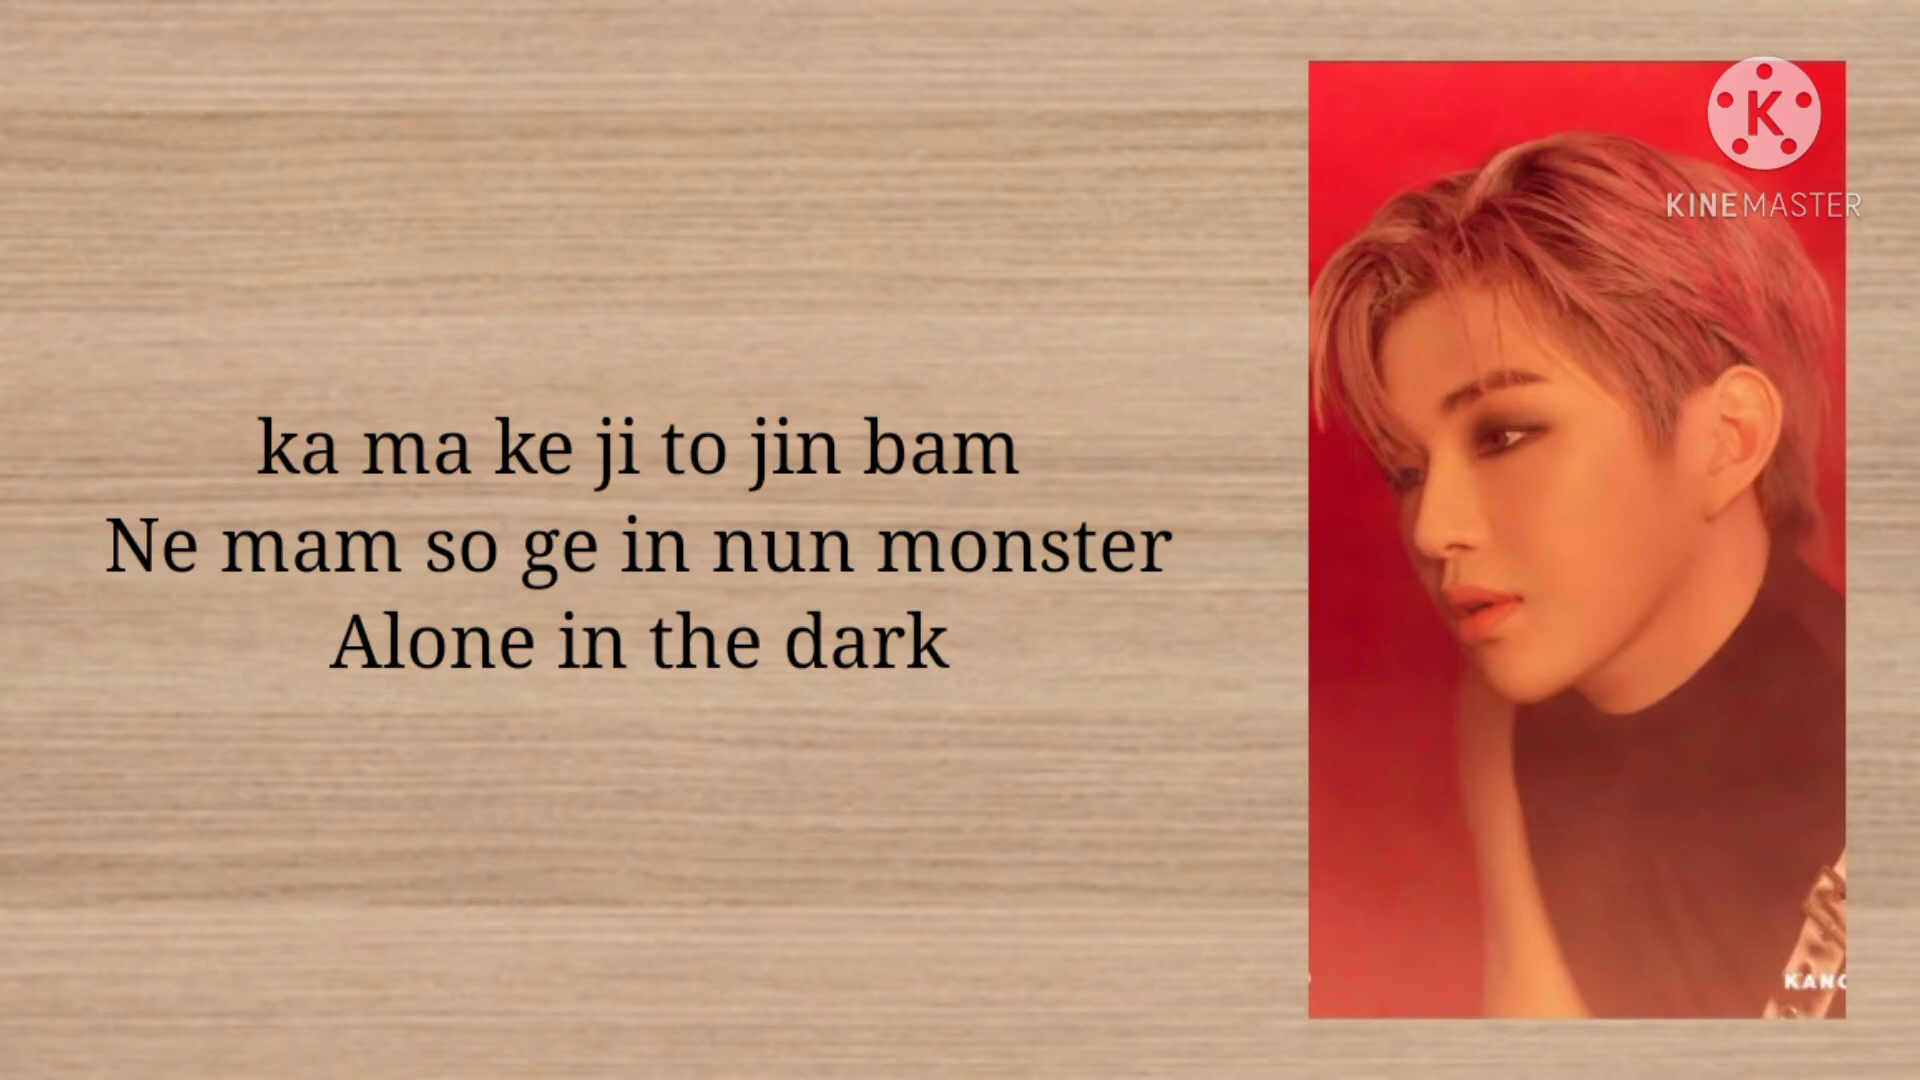 ka ma ke ji to jin bam
Ne mam so ge in nun monster
Alone in the dark
K
KINEMASTER
KANG